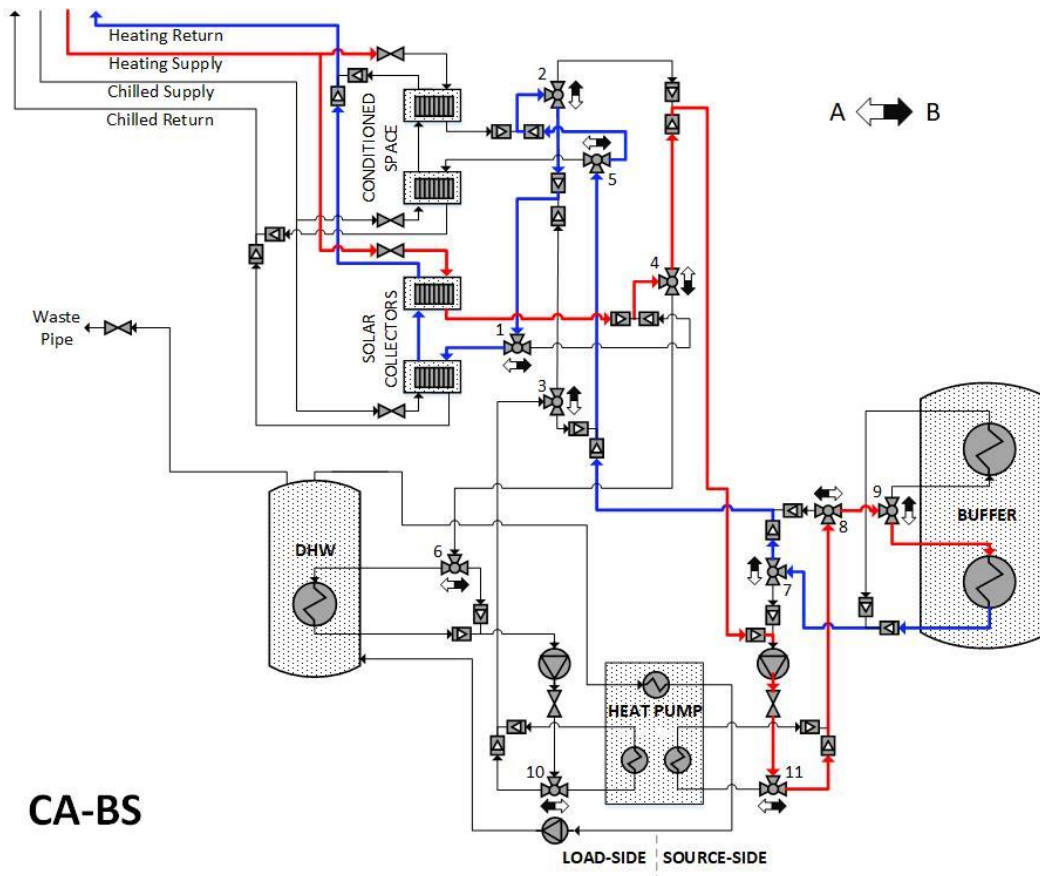 Heating Return
Heating Supply
Chilled Supply
Chilled Return
2
A
B
CONDITIONED
SPACE
5
4
Waste
Pipe
SOLAR
COLLECTORS
1
3
9
8
BUFFER
DHW
6
7
HEAT PUMP
10
11
CA-BS
LOAD-SIDE
SOURCE-SIDE